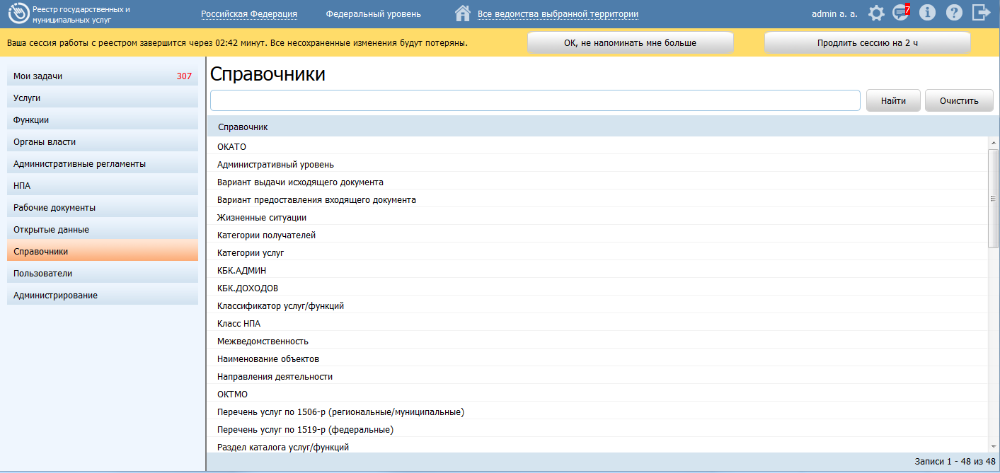 Реестр государственных и
муниципальных услуг
Российская Федерация
Федеральный уровень
Все ведомства выбранной территории
admin a. a.
7
Ваша сессия работы с реестром завершится через 02:42 минут. Все несохраненные изменения будут потеряны.
ОК, не напоминать мне больше
Продлить сессию на 2 ч
Мои задачи 307
Услуги
Функции
Органы власти
Административные регламенты
НПА
Рабочие документы
Открытые данные
Справочники
Пользователи
Администрирование
Справочники
Найти
Очистить
Справочник
ОКАТО
Административный уровень
Вариант выдачи исходящего документа
Вариант предоставления входящего документа
Жизненные ситуации
Категории получателей
Категории услуг
КБК.АДМИН
КБК.ДОХОДОВ
Классификатор услуг/функций
Класс НПА
Межведомственность
Наименование объектов
Направления деятельности
ОКТМО
Перечень услуг по 1506-р (региональные/муниципальные)
Перечень услуг по 1519-р (федеральные)
Раздел каталога услуг/функций
Записи 1 - 48 из 48